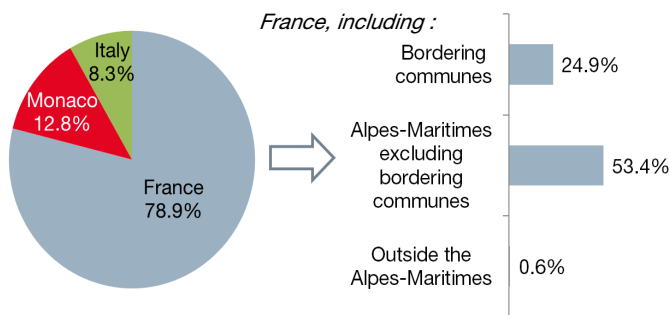 France, including :
Italy
8.3%
Monaco
12.8%
France
78.9%
Bordering
communes
24.9%
Alpes-Maritimes
excluding
bordering
communes
53.4%
Outside the
Alpes-Maritimes
0.6%